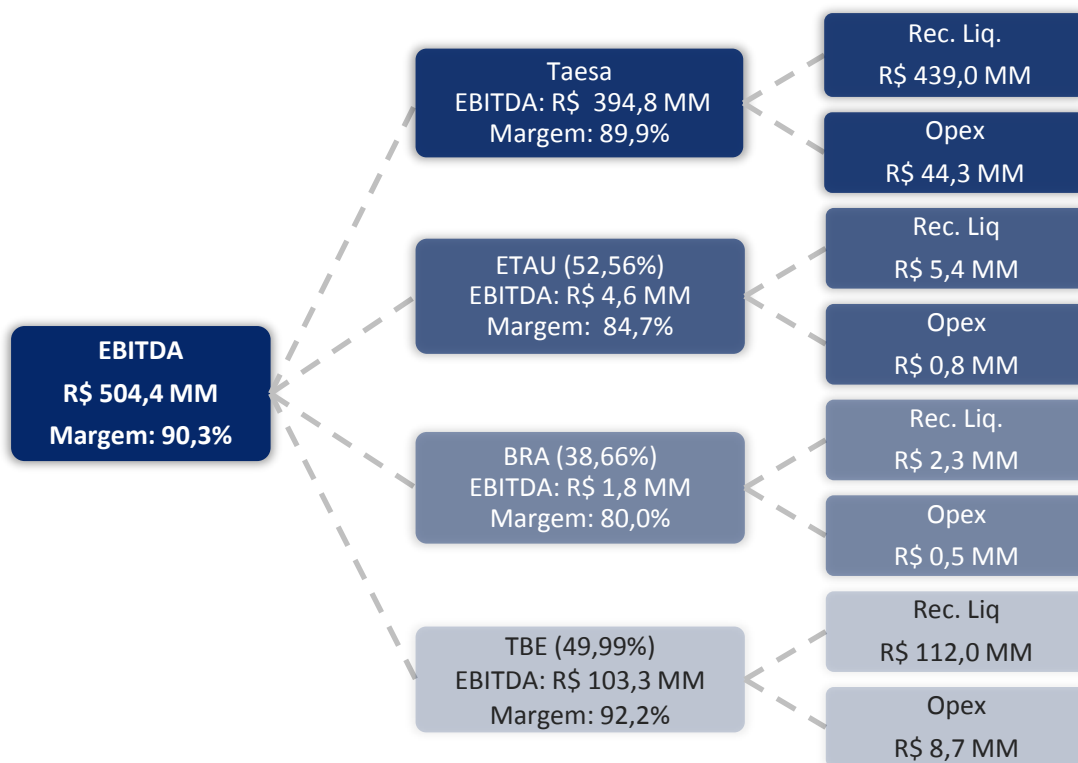 EBITDA
R$ 504,4 MM
Margem: 90,3%
Taesa
EBITDA: R$ 394,8 MM
Margem: 89,9%
Rec. Liq.
R$ 439,0 MM
Opex
R$ 44,3 MM
ETAU (52,56%)
EBITDA: R$ 4,6 MM
Margem: 84,7%
Rec. Liq
R$ 5,4 MM
Opex
R$ 0,8 MM
BRA (38,66%)
EBITDA: R$ 1,8 MM
Margem: 80,0%
Rec. Liq.
R$ 2,3 MM
Opex
R$ 0,5 MM
TBE (49,99%)
EBITDA: R$ 103,3 MM
Margem: 92,2%
Rec. Liq
R$ 112,0 MM
Opex
R$ 8,7 MM